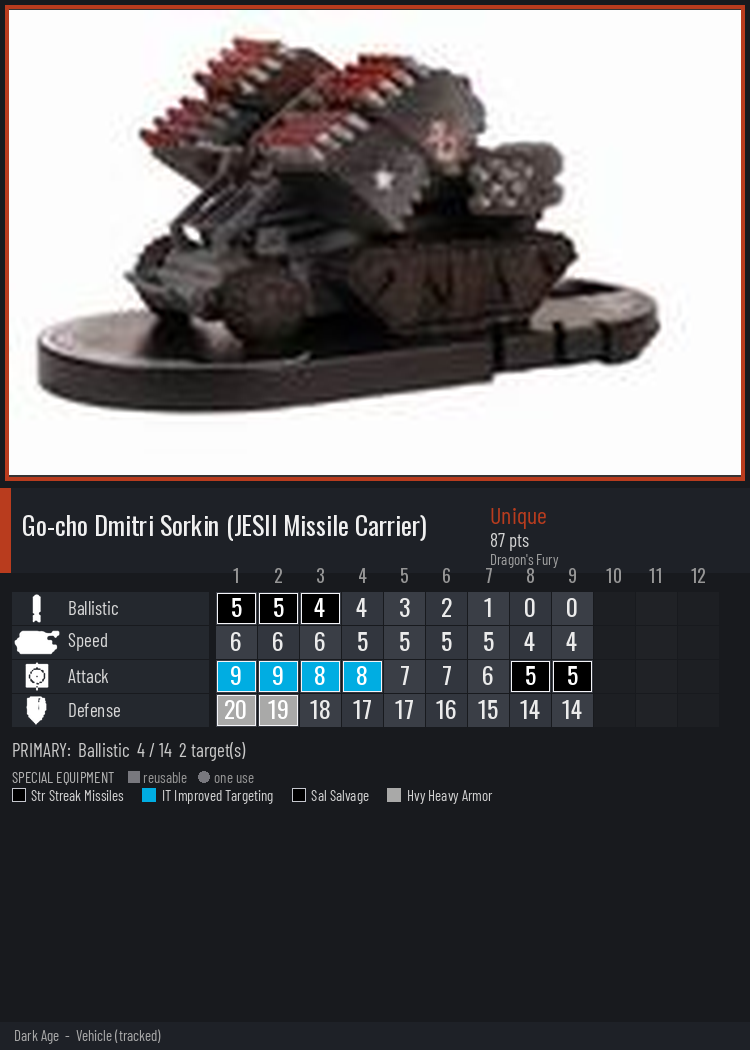 Go-cho Dmitri Sorkin (JESII Missile Carrier)
Unique
87 pts
Dragon's Fury
1 2 3 4 5 6 7 8 9 10 11 12
Ballistic 5 5 4 4 3 2 1 0 0
Speed 6 6 6 5 5 5 5 4 4
Attack 9 9 8 8 7 7 6 5 5
Defense 20 19 18 17 17 16 15 14 14
PRIMARY: Ballistic 4 / 14 2 target(s)
SPECIAL EQUIPMENT reusable one use
Str Streak Missiles IT Improved Targeting Sal Salvage Hvy Heavy Armor
Dark Age - Vehicle (tracked)